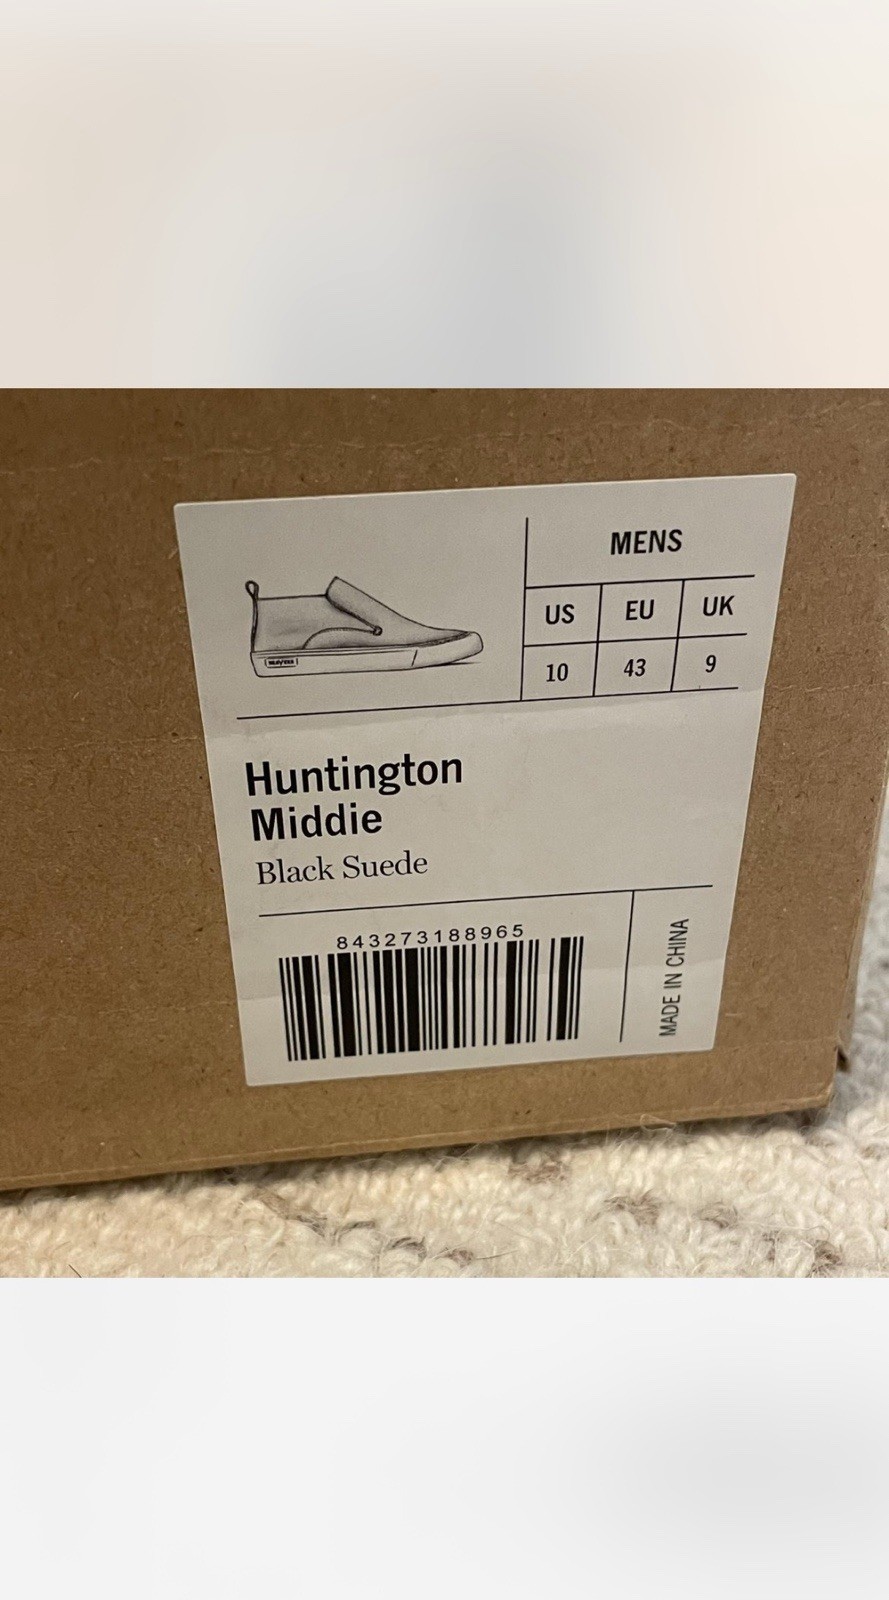 MENS
US EU UK
10 43 9
Huntington
Middie
Black Suede
843273188965
MADE IN CHINA